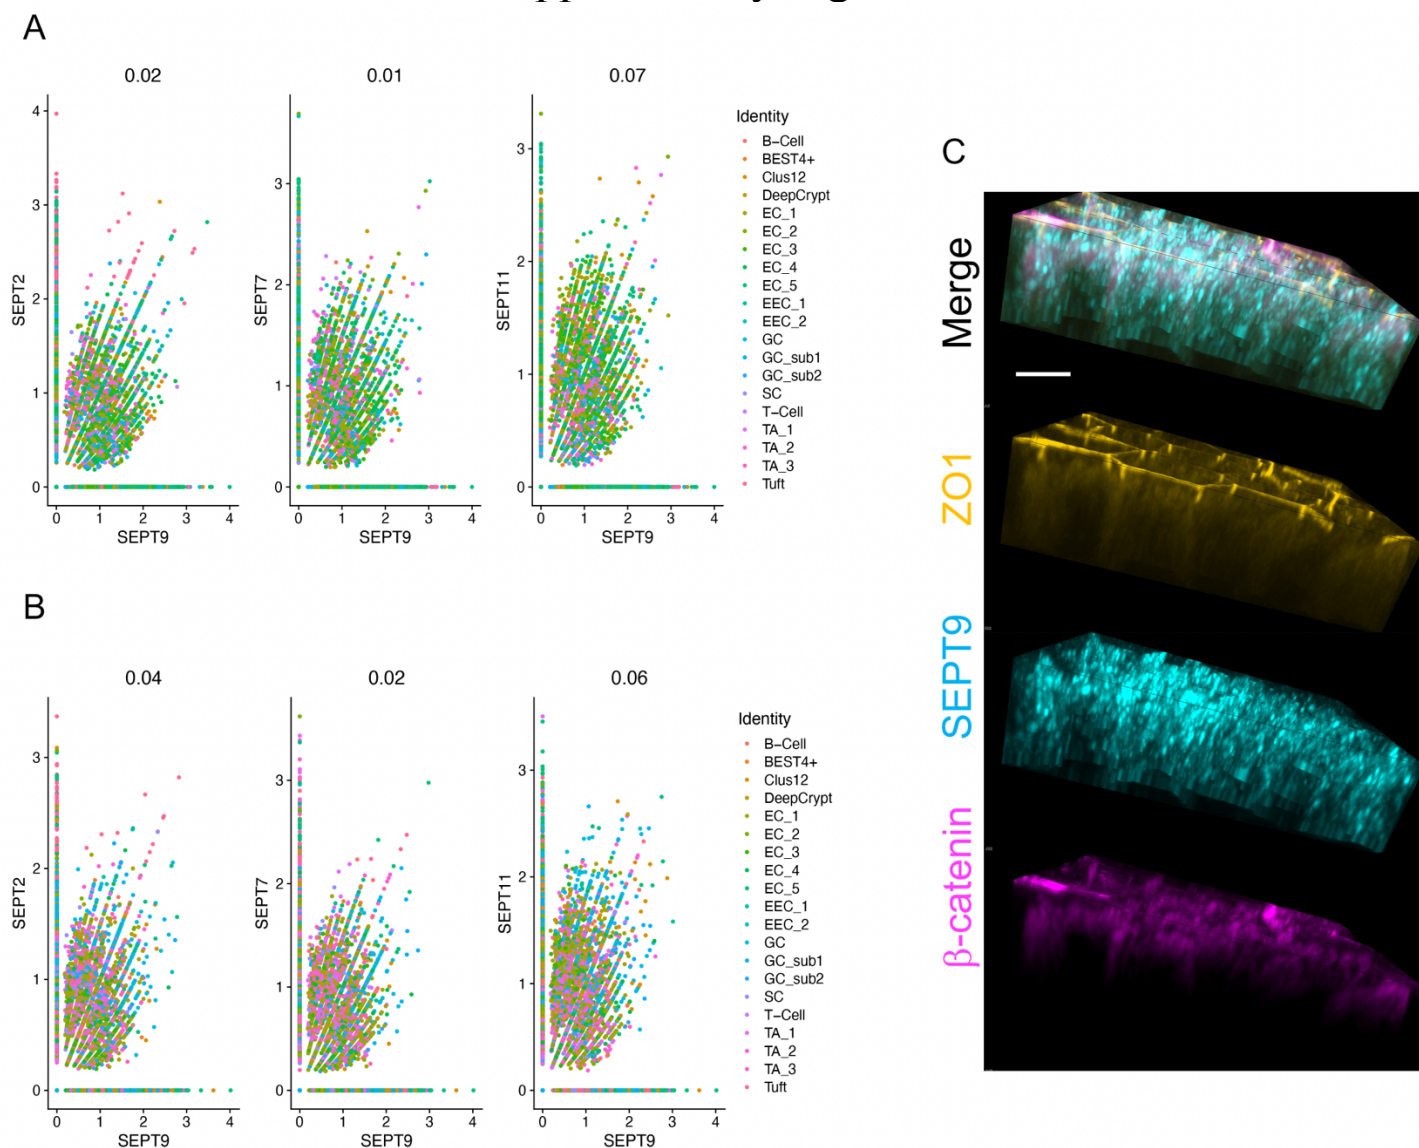 A
0.02
0.01
0.07
4
3
2
1
0
SEPT2
0 1 2 3 4
SEPT9
3
2
1
0
SEPT7
0 1 2 3 4
SEPT9
3
2
1
0
SEPT11
0 1 2 3 4
SEPT9
Identity
B-Cell
BEST4+
Clus12
DeepCrypt
EC_1
EC_2
EC_3
EC_4
EC_5
EEC_1
EEC_2
GC
GC_sub1
GC_sub2
SC
T-Cell
TA_1
TA_2
TA_3
Tuft
B
0.04
0.02
0.06
3
2
1
0
SEPT2
0 1 2 3 4
SEPT9
3
2
1
0
SEPT7
0 1 2 3 4
SEPT9
3
2
1
0
SEPT11
0 1 2 3 4
SEPT9
Identity
B-Cell
BEST4+
Clus12
DeepCrypt
EC_1
EC_2
EC_3
EC_4
EC_5
EEC_1
EEC_2
GC
GC_sub1
GC_sub2
SC
T-Cell
TA_1
TA_2
TA_3
Tuft
C
Merge
ZO1
SEPT9
β-catenin